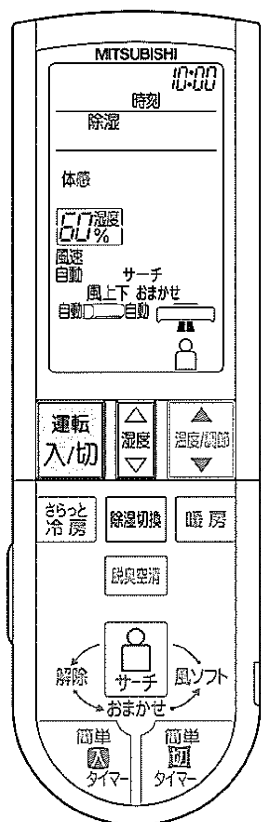 MITSUBISHI
10:00
時刻
除湿
体感
60% 湿度
風速
自動 サーチ
風上下 おまかせ
自動 自動
運転
入/切
△
湿度
▽
▲
温度/調節
▼
さらっと
冷房
除湿切換
暖房
脱臭空清
サーチ
解除 風ソフト
おまかせ
簡単 簡単
入 切
タイマー タイマー